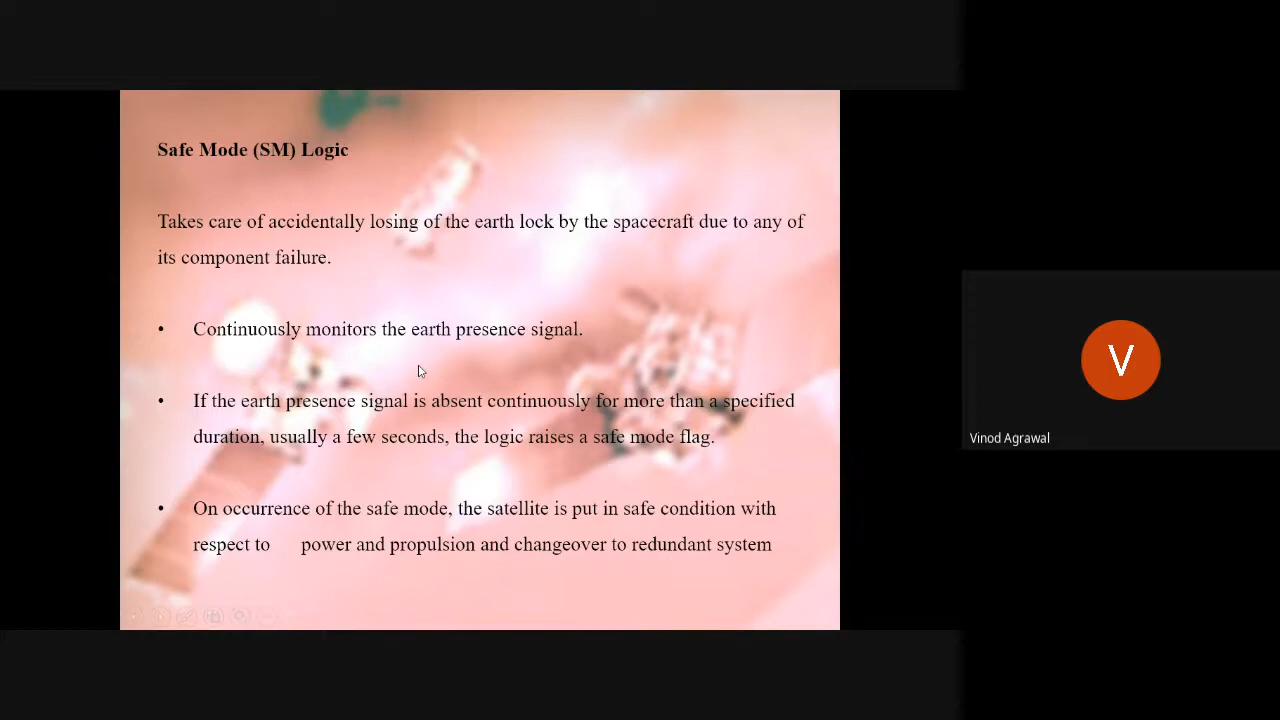 Safe Mode (SM) Logic
Takes care of accidentally losing of the earth lock by the spacecraft due to any of
its component failure.
• Continuously monitors the earth presence signal.
• If the earth presence signal is absent continuously for more than a specified
duration, usually a few seconds, the logic raises a safe mode flag.
• On occurrence of the safe mode, the satellite is put in safe condition with
respect to power and propulsion and changeover to redundant system
V
Vinod Agrawal